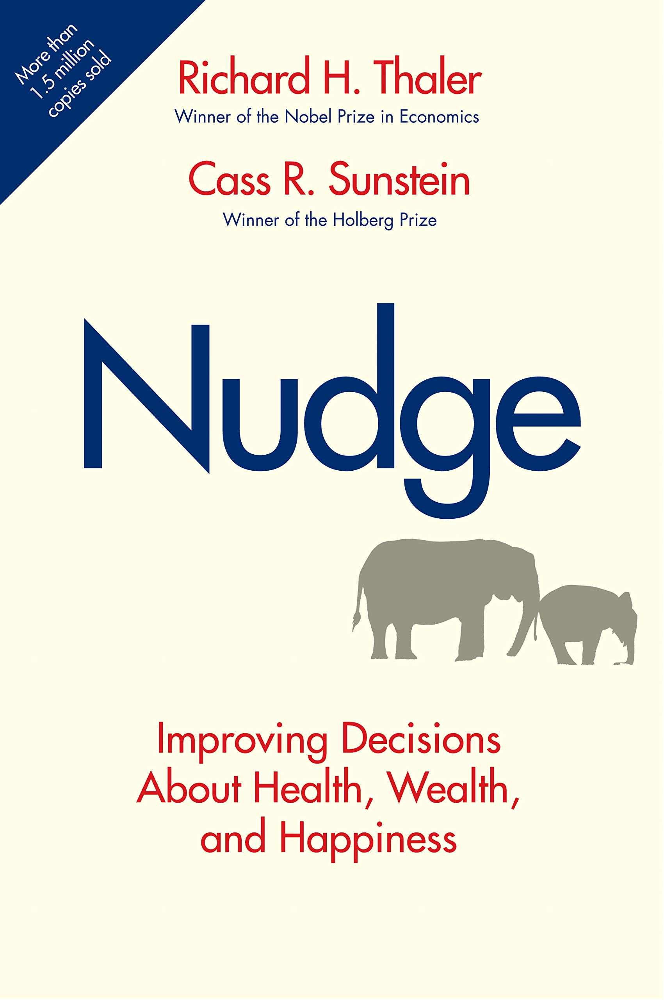 More than
1.5 million
copies sold
Richard H. Thaler
Winner of the Nobel Prize in Economics
Cass R. Sunstein
Winner of the Holberg Prize
Nudge
Improving Decisions
About Health, Wealth,
and Happiness